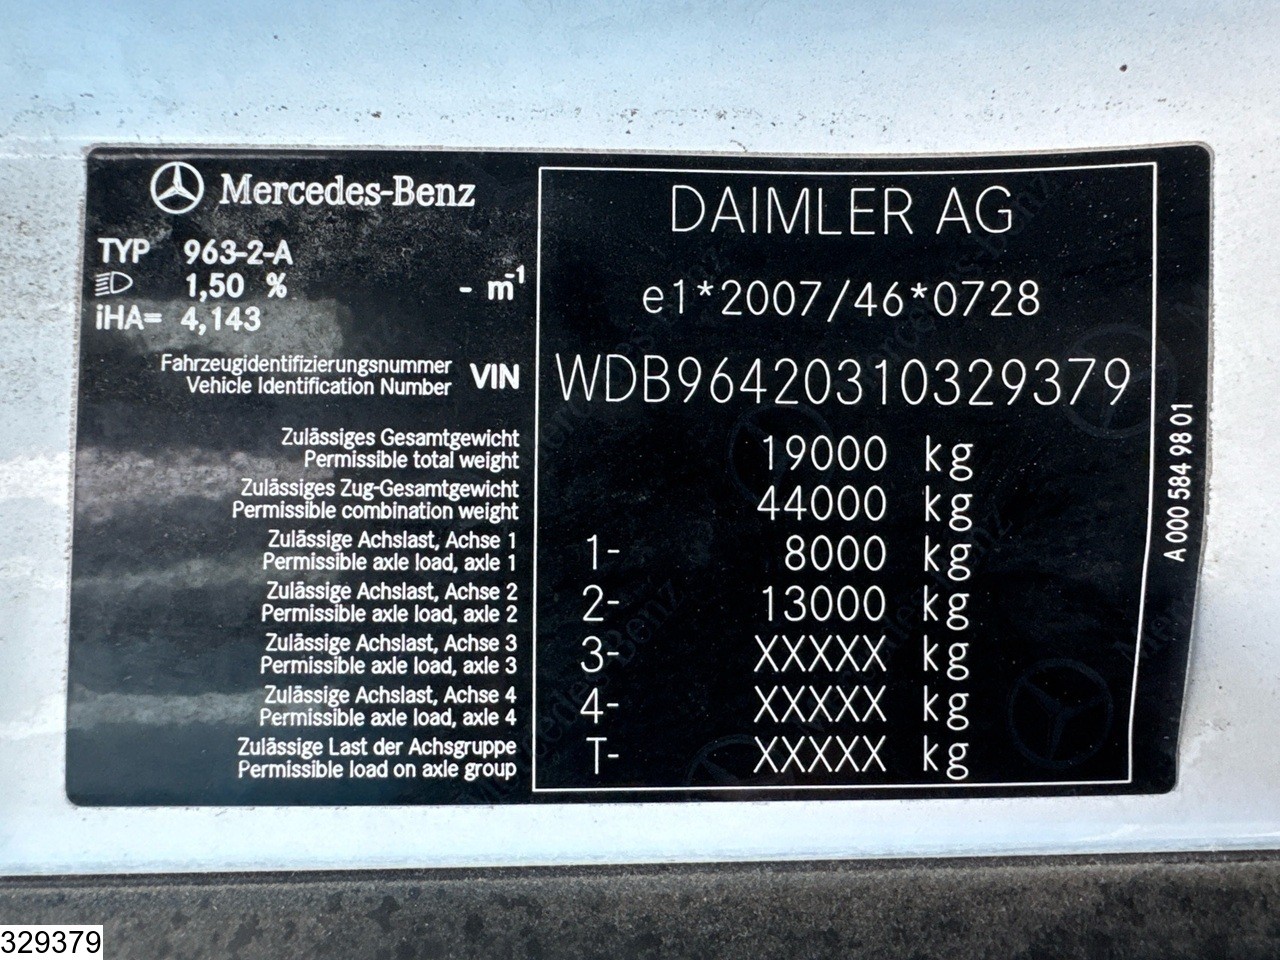 Mercedes-Benz
TYP 963-2-A
1,50 % - m⁻¹
iHA= 4,143
Fahrzeugidentifizierungsnummer
Vehicle Identification Number VIN
Zulässiges Gesamtgewicht
Permissible total weight
Zulässiges Zug-Gesamtgewicht
Permissible combination weight
Zulässige Achslast, Achse 1
Permissible axle load, axle 1
Zulässige Achslast, Achse 2
Permissible axle load, axle 2
Zulässige Achslast, Achse 3
Permissible axle load, axle 3
Zulässige Achslast, Achse 4
Permissible axle load, axle 4
Zulässige Last der Achsgruppe
Permissible load on axle group
DAIMLER AG
e1*2007/46*0728
WDB96420310329379
19000 kg
44000 kg
1- 8000 kg
2- 13000 kg
3- XXXXX kg
4- XXXXX kg
T- XXXXX kg
A 000 584 98 01
329379